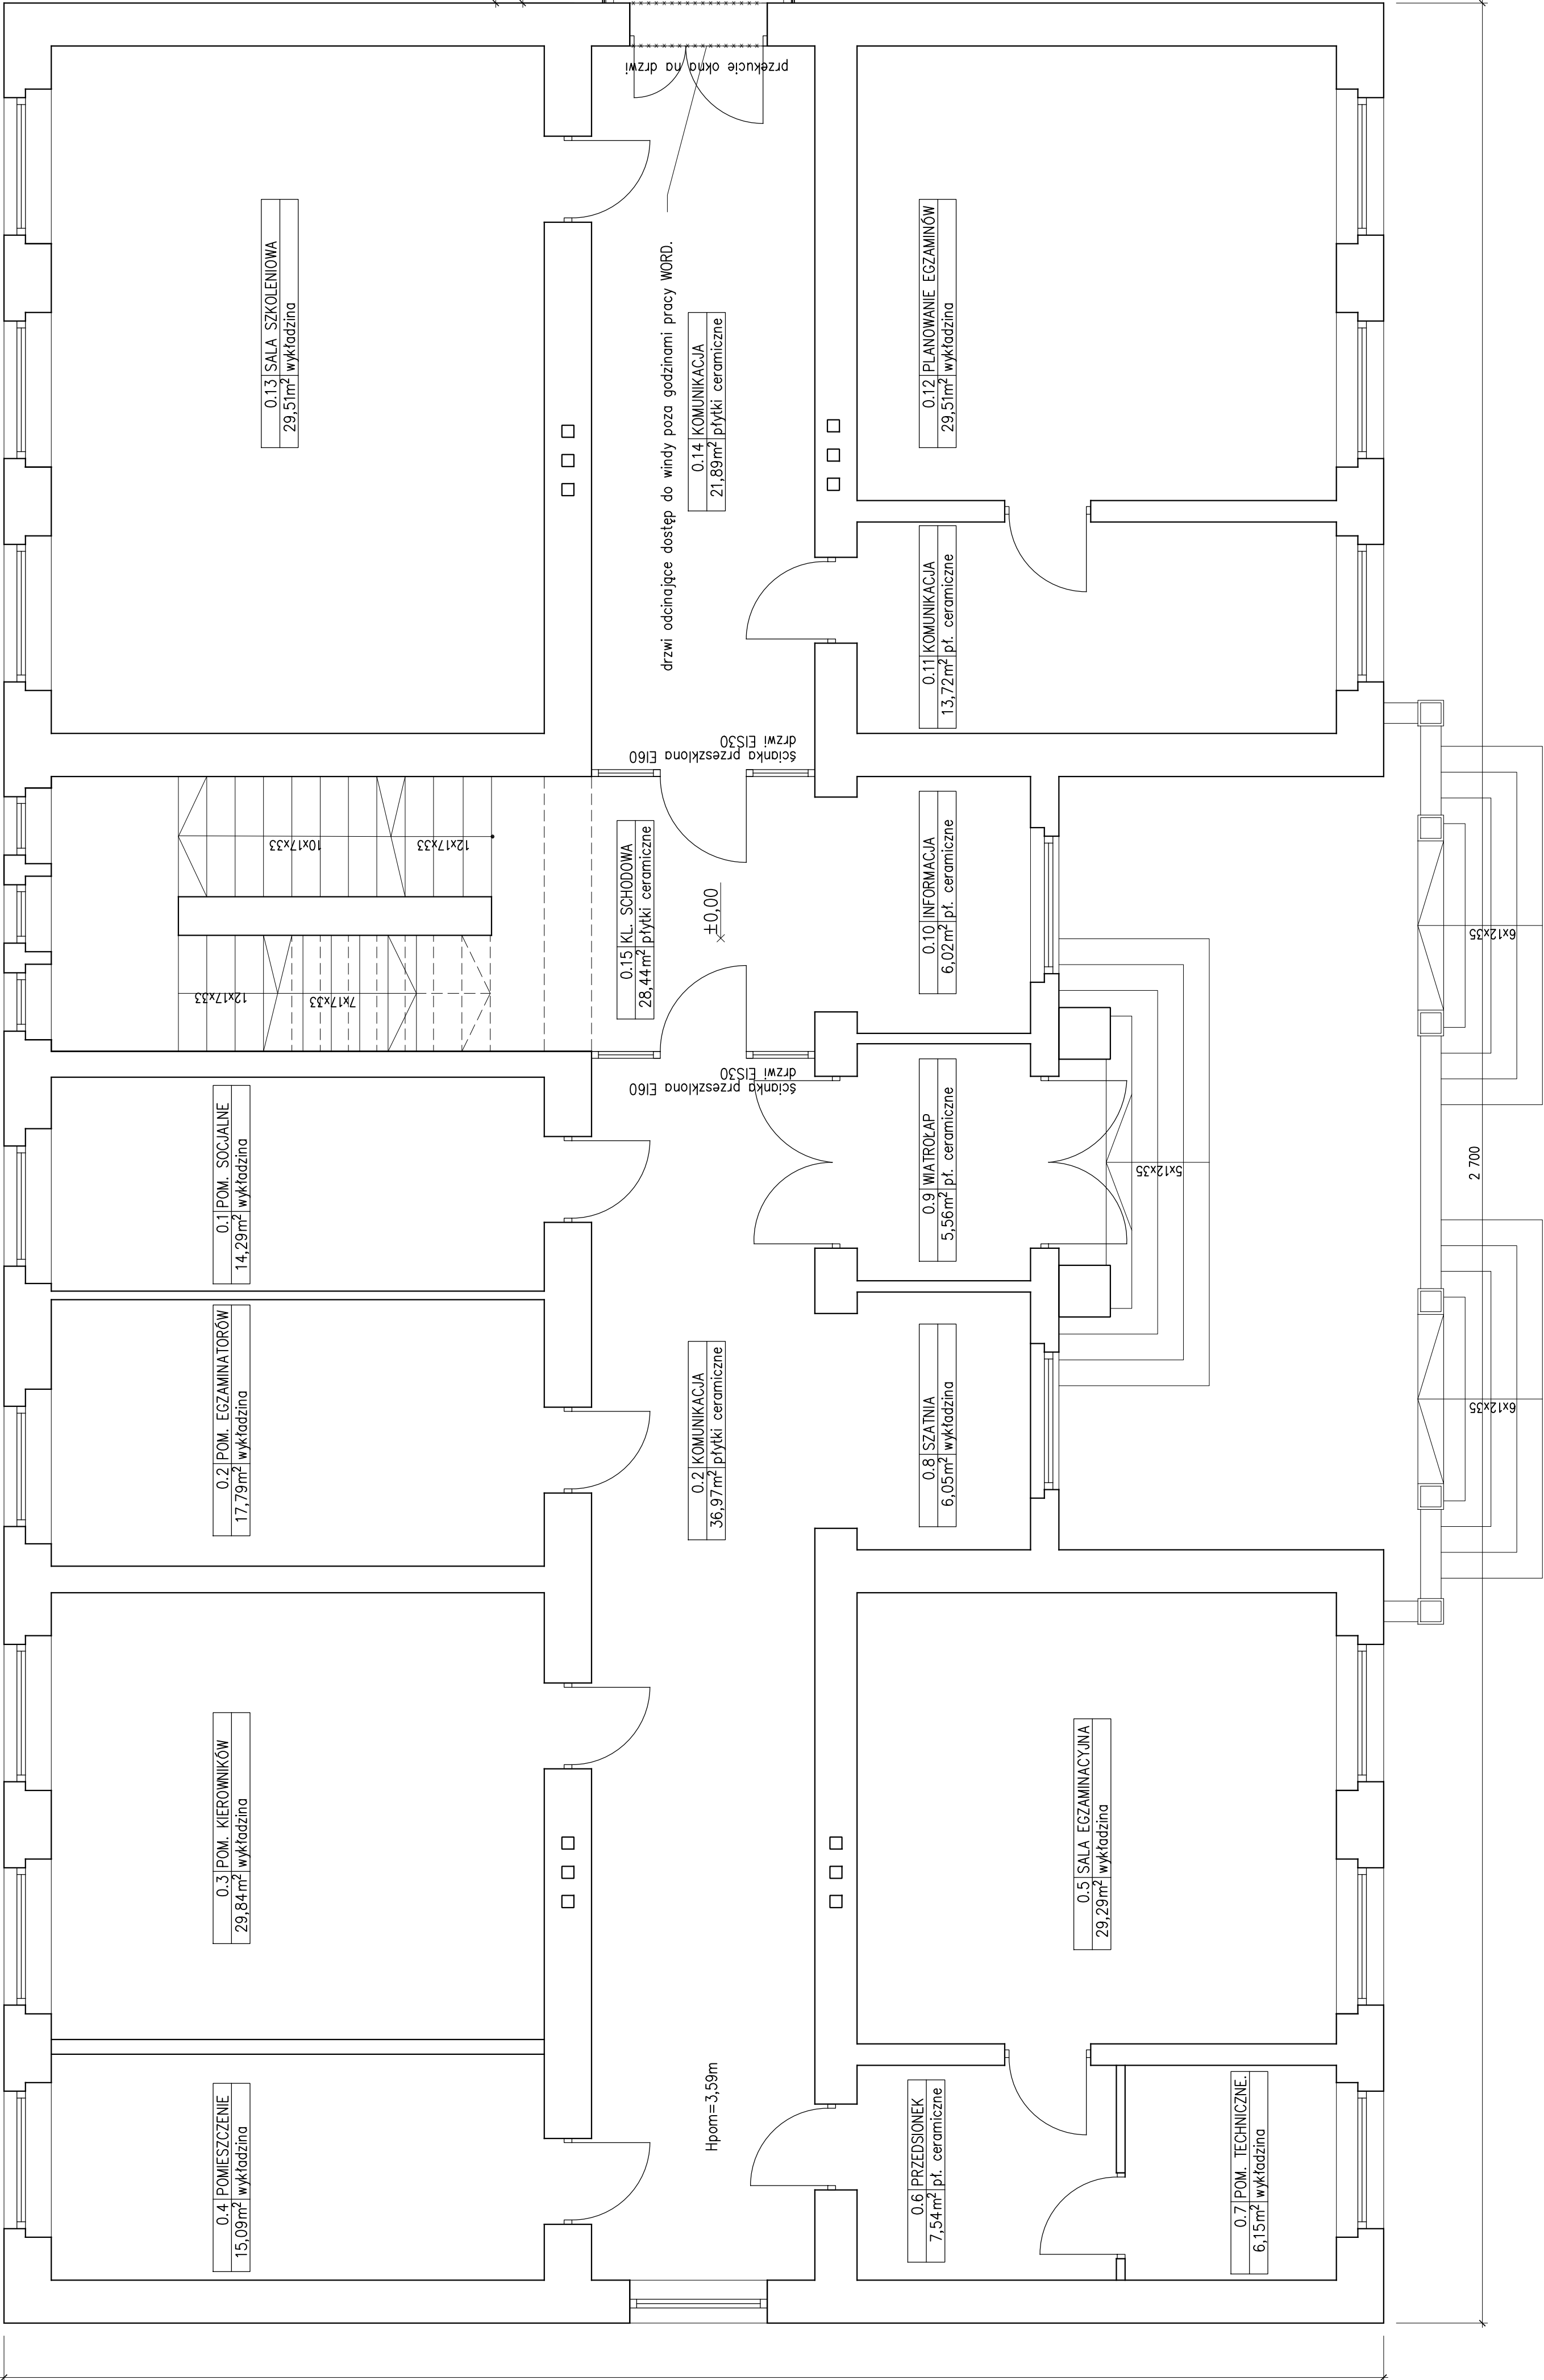 przekucie okna na drzwi
0.13 SALA SZKOLENIOWA
29,51m² wykładzina
drzwi odcinające dostęp do windy poza godzinami pracy WORD.
0.14 KOMUNIKACJA
21,89m² płytki ceramiczne
0.12 PLANOWANIE EGZAMINÓW
29,51m² wykładzina
0.11 KOMUNIKACJA
13,72m² pł. ceramiczne
ścianka przeszklona EI60
drzwi EIS30
10x17x33
12x17x33
12x17x33
7x17x33
0.15 KL. SCHODOWA
28,44m² płytki ceramiczne
±0,00
0.10 INFORMACJA
6,02m² pł. ceramiczne
6x12x35
ścianka przeszklona EI60
drzwi EIS30
0.1 POM. SOCJALNE
14,29m² wykładzina
0.9 WIATROŁAP
5,56m² pł. ceramiczne
5x12x35
2 700
0.2 POM. EGZAMINATORÓW
17,79m² wykładzina
0.2 KOMUNIKACJA
36,97m² płytki ceramiczne
0.8 SZATNIA
6,05m² wykładzina
6x12x35
0.3 POM. KIEROWNIKÓW
29,84m² wykładzina
0.5 SALA EGZAMINACYJNA
29,29m² wykładzina
0.4 POMIESZCZENIE
15,09m² wykładzina
Hpom=3,59m
0.6 PRZEDSIONEK
7,54m² pł. ceramiczne
0.7 POM. TECHNICZNE.
6,15m² wykładzina